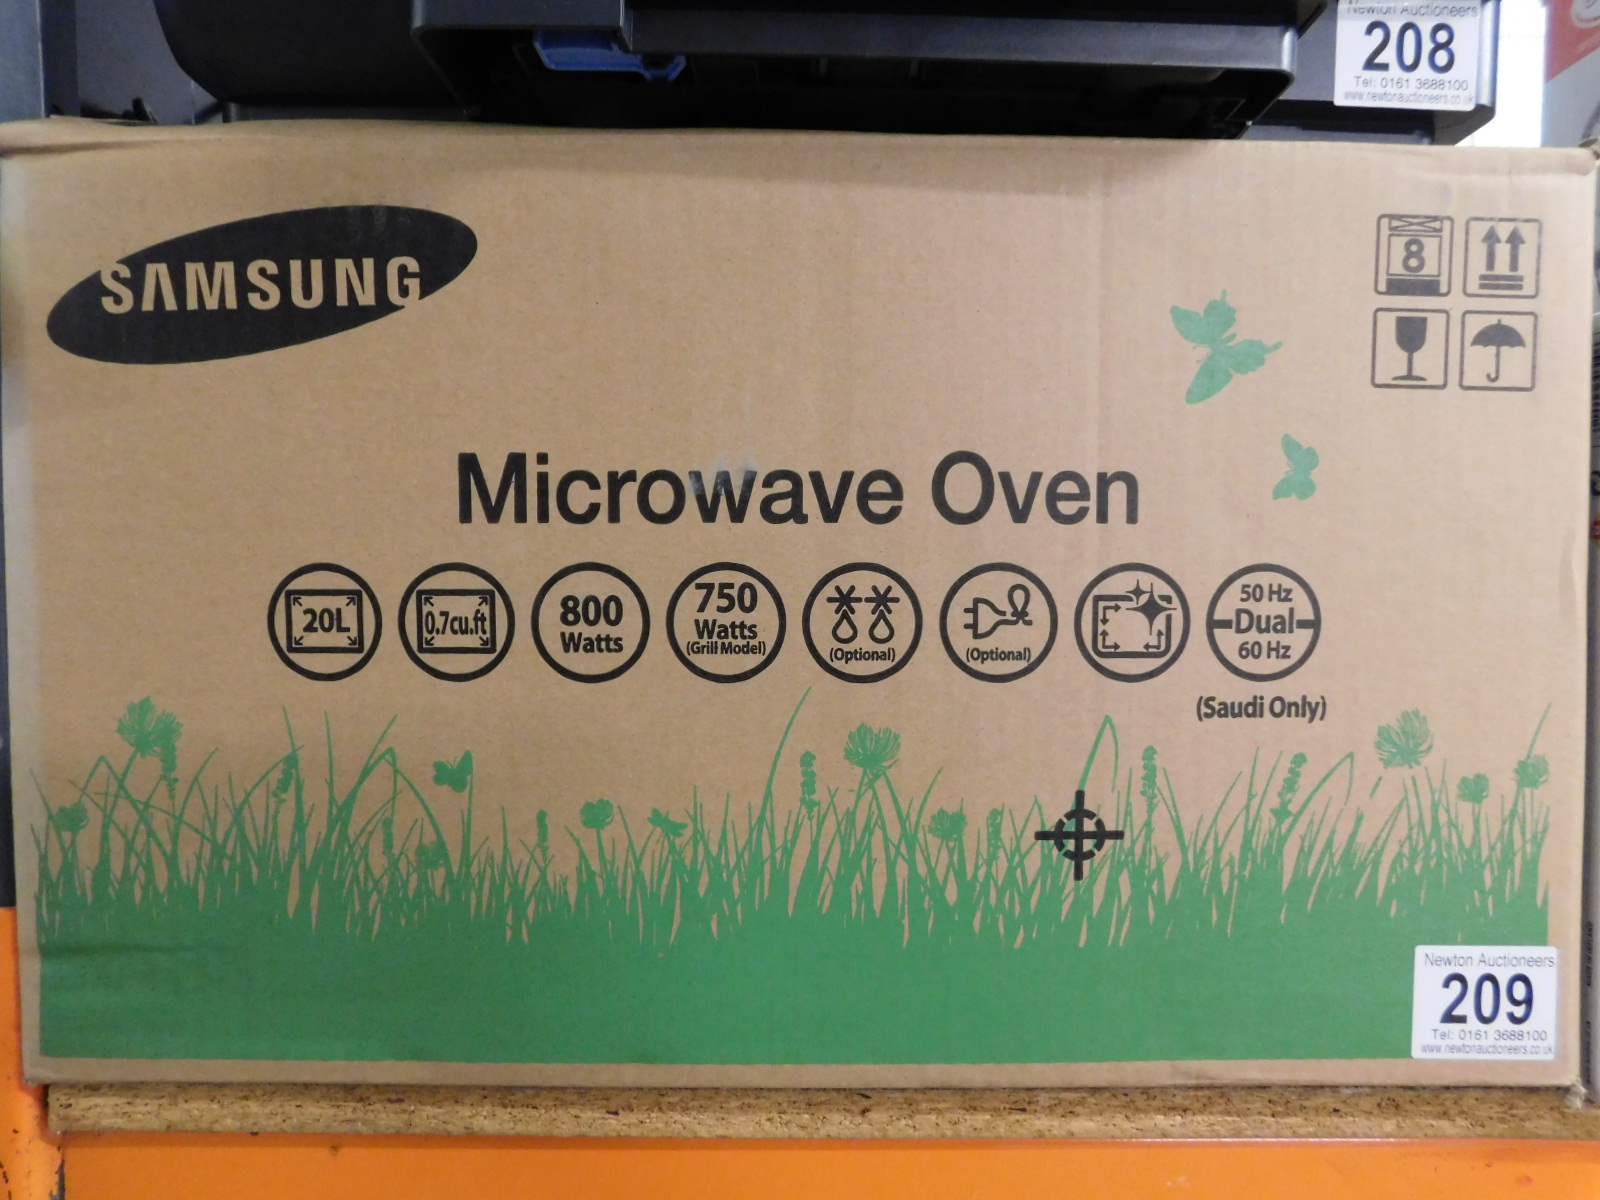 Newton Auctioneers
208
Tel: 0161 3688100
www.newtonauctioneers.co.uk
SAMSUNG
8
Microwave Oven
20L
0.7cu.ft
800
Watts
750
Watts
(Grill Model)
(Optional)
(Optional)
50 Hz
Dual
60 Hz
(Saudi Only)
Newton Auctioneers
209
Tel: 0161 3688100
www.newtonauctioneers.co.uk